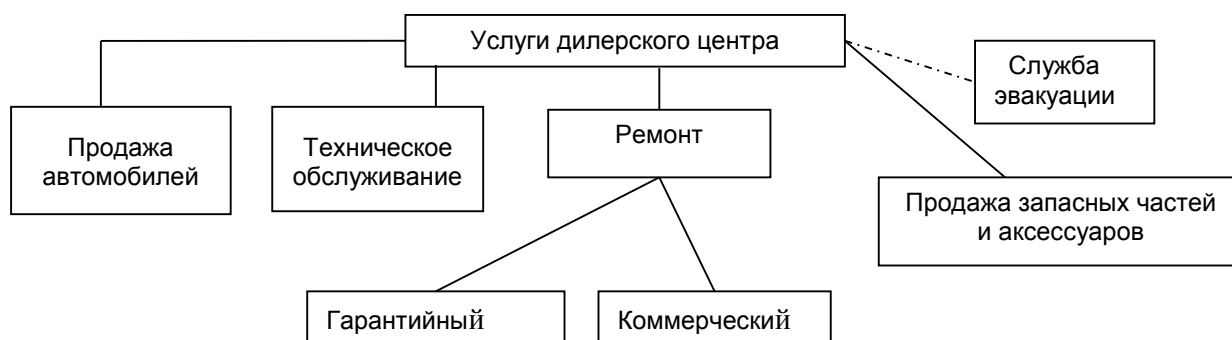 Услуги дилерского центра
Служба
эвакуации
Продажа
автомобилей
Техническое
обслуживание
Ремонт
Продажа запасных частей
и аксессуаров
Гарантийный
Коммерческий